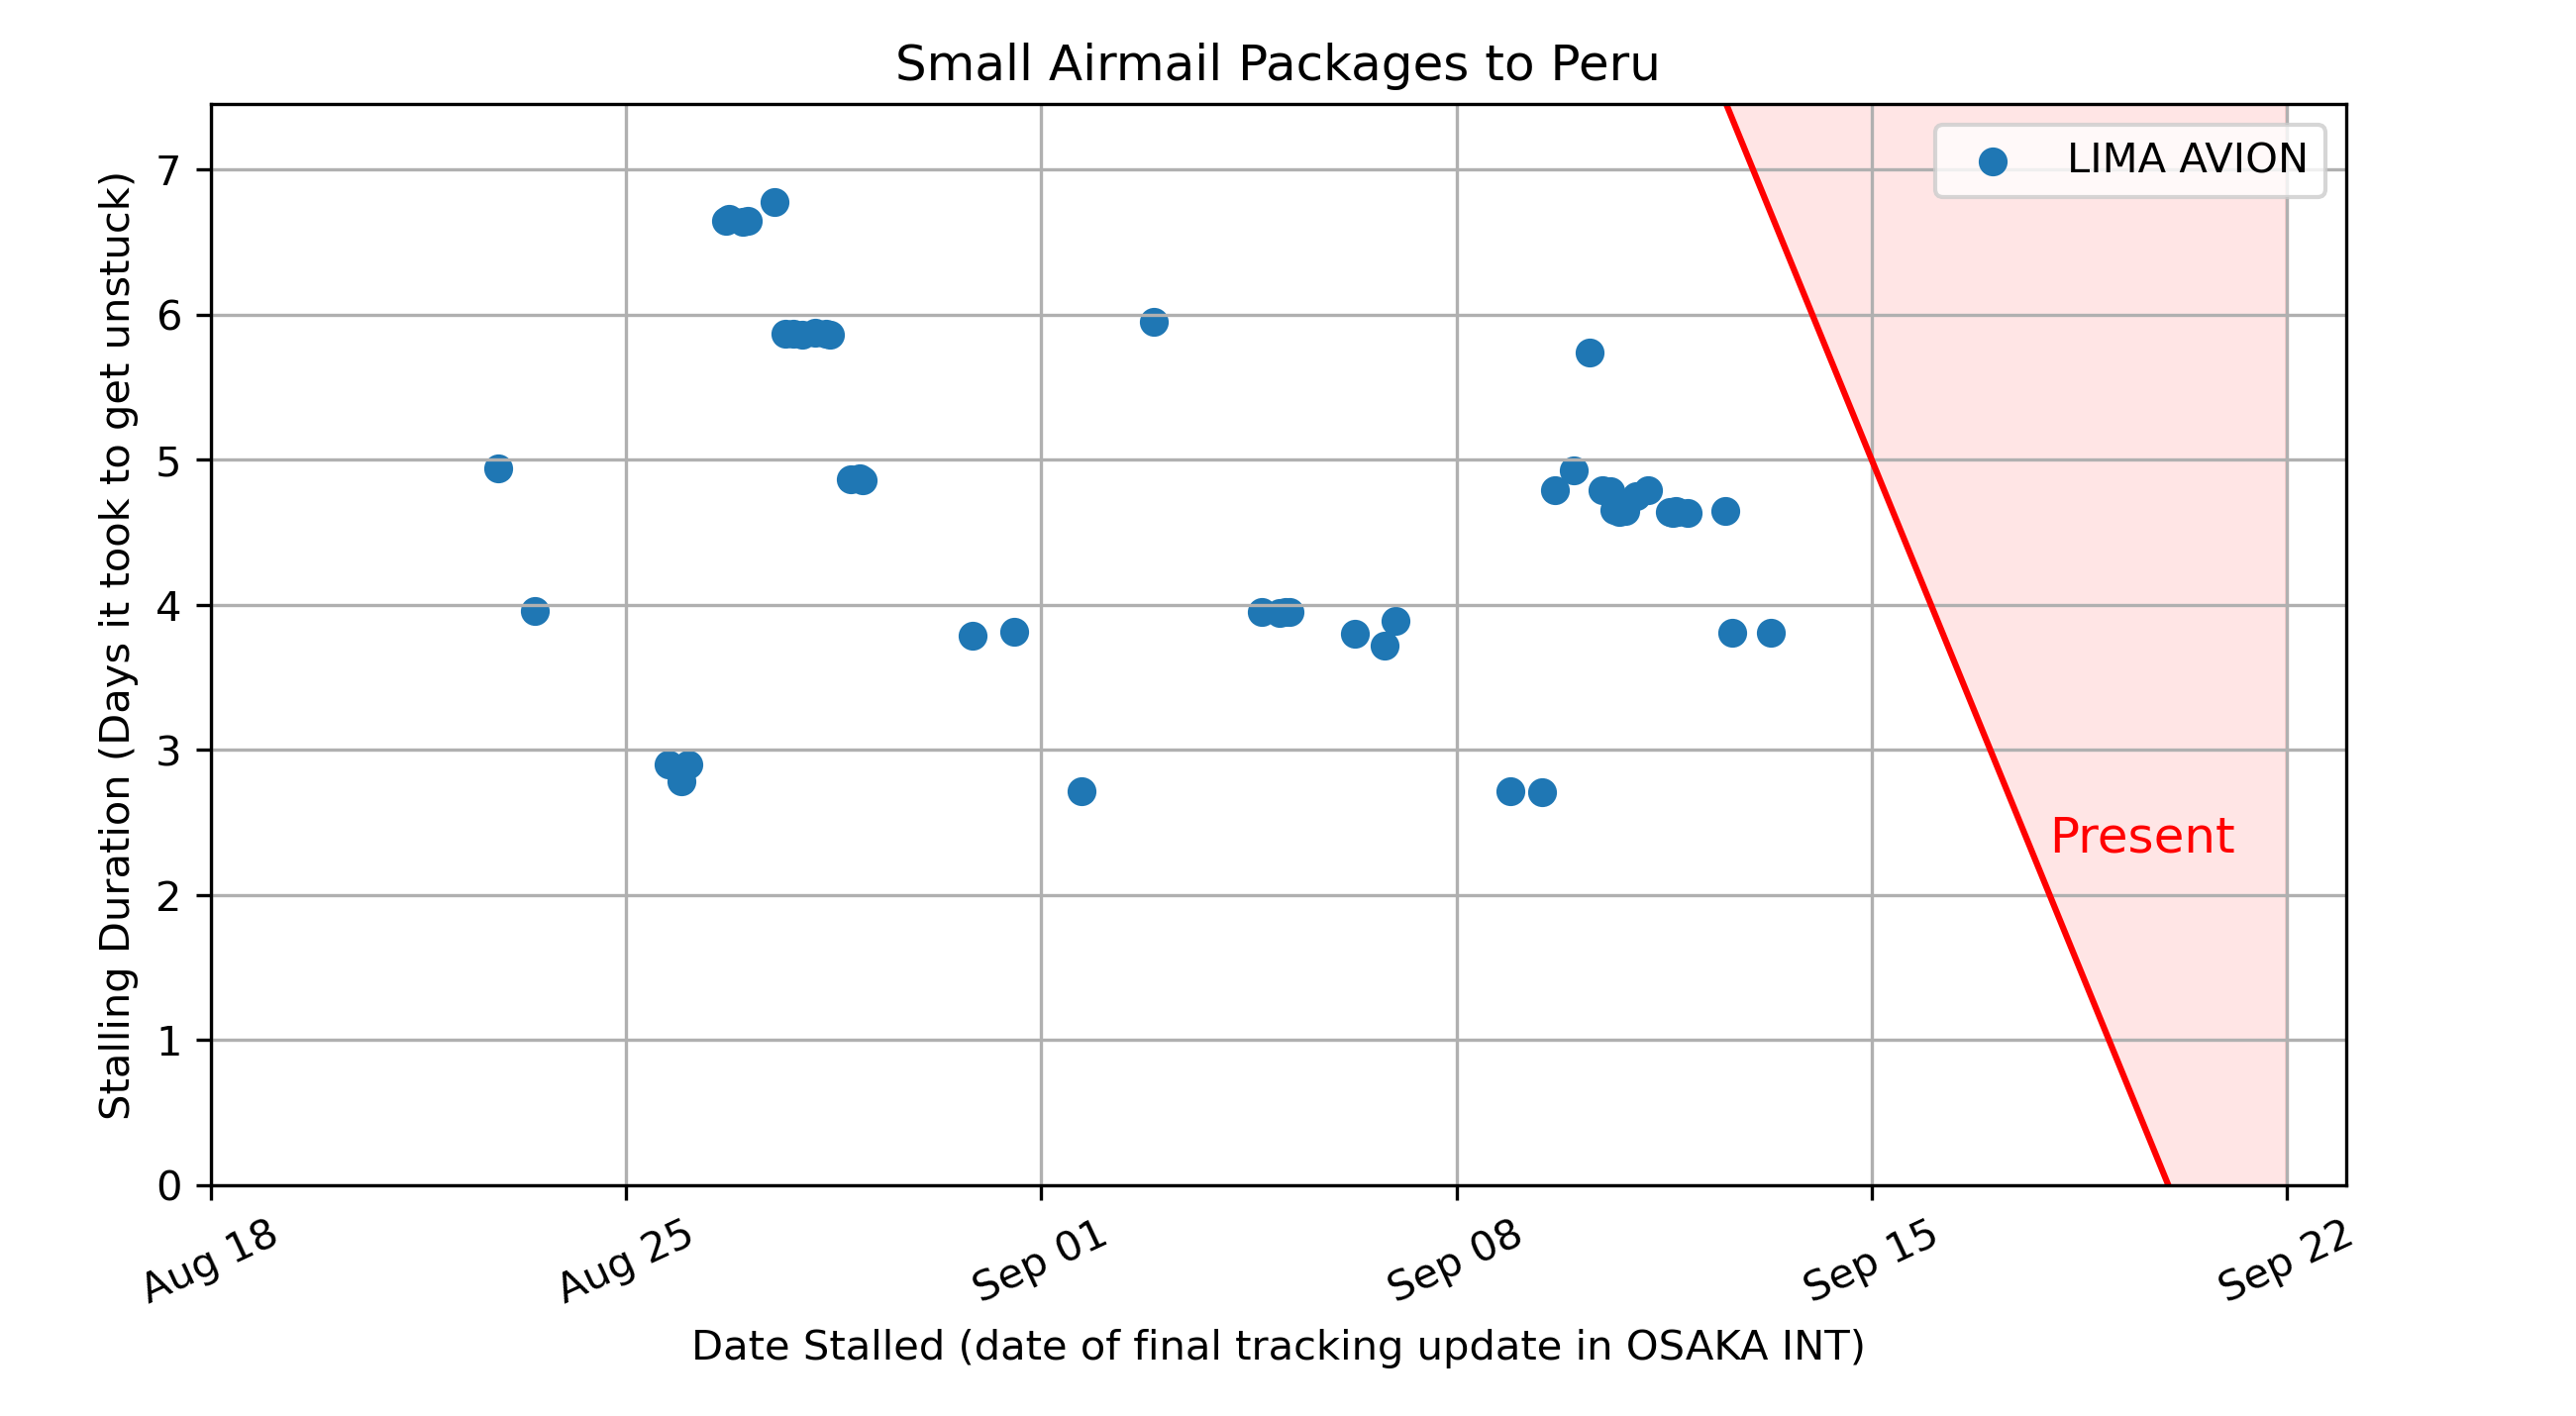 Small Airmail Packages to Peru
LIMA AVION
Stalling Duration (Days it took to get unstuck)
7
6
5
4
3
2
1
0
Present
Aug 18
Aug 25
Sep 01
Sep 08
Sep 15
Sep 22
Date Stalled (date of final tracking update in OSAKA INT)